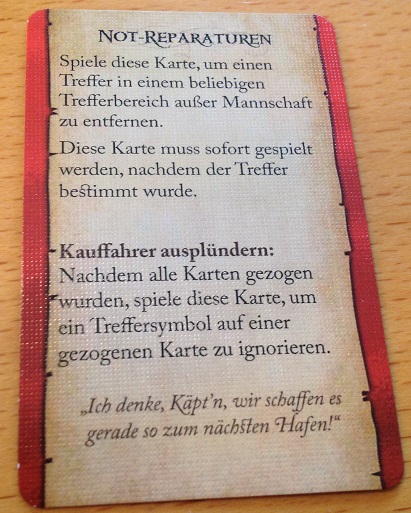 Not-Reparaturen
Spiele diese Karte, um einen
Treffer in einem beliebigen
Trefferbereich außer Mannschaft
zu entfernen.
Diese Karte muss sofort gespielt
werden, nachdem der Treffer
bestimmt wurde.
Kauffahrer ausplündern:
Nachdem alle Karten gezogen
wurden, spiele diese Karte, um
ein Treffersymbol auf einer
gezogenen Karte zu ignorieren.
„Ich denke, Käpt'n, wir schaffen es
gerade so zum nächsten Hafen!“